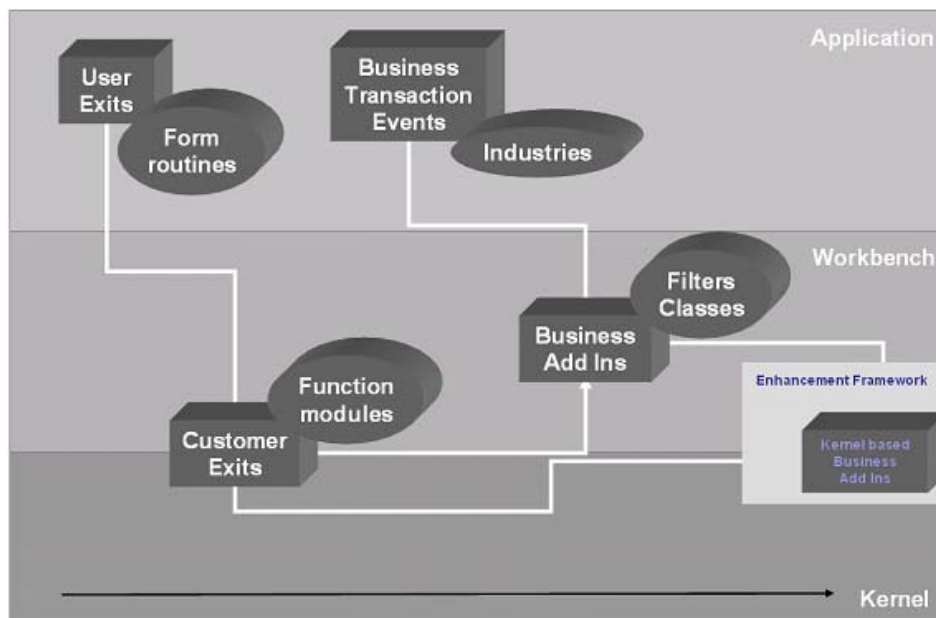 Application
User
Exits
Form
routines
Business
Transaction
Events
Industries
Workbench
Filters
Classes
Business
Add Ins
Enhancement Framework
Kernel based
Business
Add Ins
Function
modules
Customer
Exits
Kernel